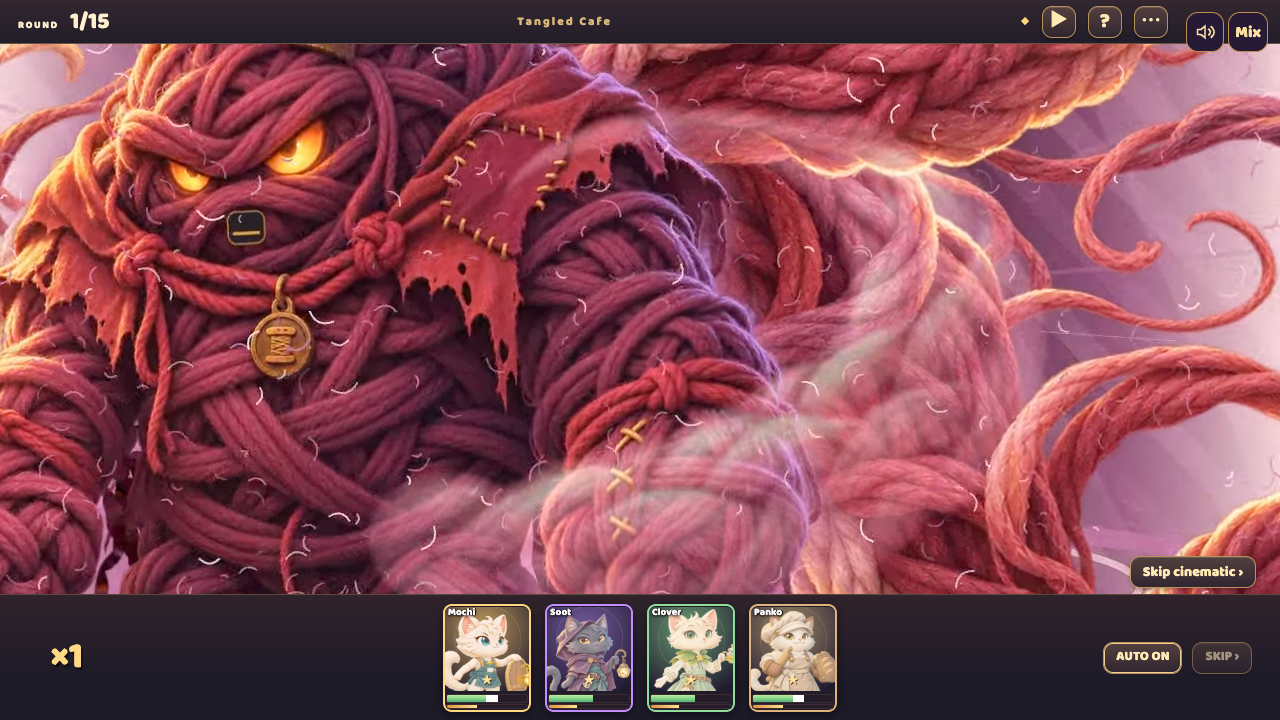 ROUND 1/15
Tangled Cafe
?
Mix
Skip cinematic ›
×1
Mochi
Soot
Clover
Panko
AUTO ON
SKIP ›